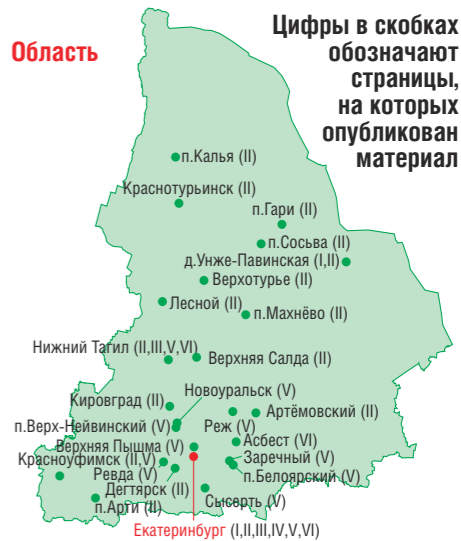 Область
Цифры в скобках
обозначают
страницы,
на которых
опубликован
материал
п.Калья (II)
Краснотурьинск (II)
п.Гари (II)
п.Сосьва (II)
д.Унже-Павинская (I,II)
Верхотурье (II)
Лесной (II)
п.Махнёво (II)
Нижний Тагил (II,III,V,VI)
Верхняя Салда (II)
Новоуральск (V)
Кировград (II)
Артёмовский (II)
п.Верх-Нейвинский (V)
Реж (V)
Асбест (VI)
Верхняя Пышма (V)
Заречный (V)
Красноуфимск (II,V)
Ревда (V)
п.Белоярский (V)
Дегтярск (II)
Сысерть (V)
п.Арти (II)
Екатеринбург (I,II,III,IV,V,VI)